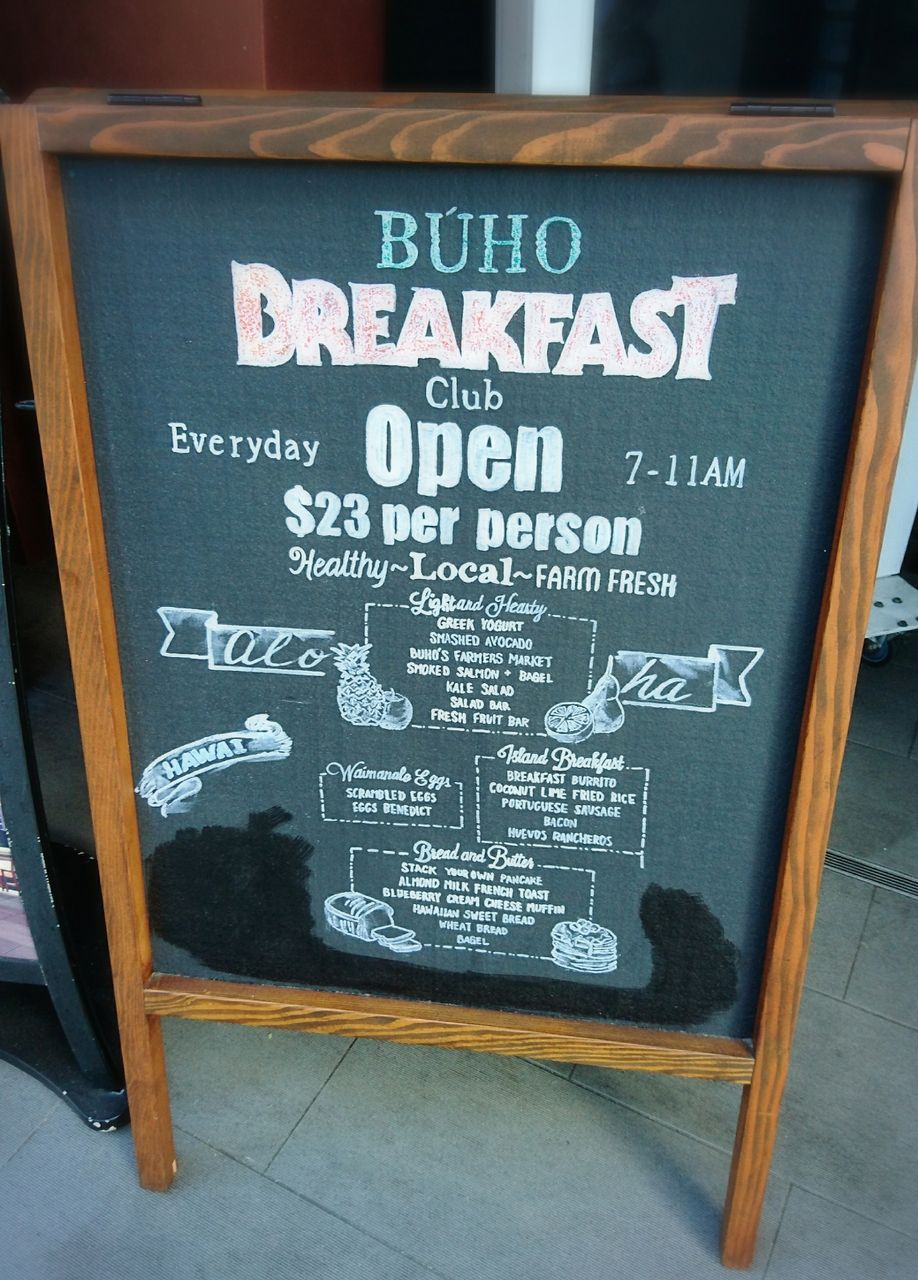 BÚHO
BREAKFAST
Club
Everyday Open 7-11AM
$23 per person
Healthy~Local~FARM FRESH
Light and Hearty
GREEK YOGURT
SMASHED AVOCADO
BUHO'S FARMERS MARKET
SMOKED SALMON + BAGEL
KALE SALAD
SALAD BAR
FRESH FRUIT BAR
Alo ha
HAWAI'I
Waimanalo Eggs
SCRAMBLED EGGS
EGGS BENEDICT
Island Breakfast
BREAKFAST BURRITO
COCONUT LIME FRIED RICE
PORTUGUESE SAUSAGE
BACON
HUEVOS RANCHEROS
Bread and Butter
STACK YOUR OWN PANCAKE
ALMOND MILK FRENCH TOAST
BLUEBERRY CREAM CHEESE MUFFIN
HAWAIIAN SWEET BREAD
WHEAT BREAD
BAGEL